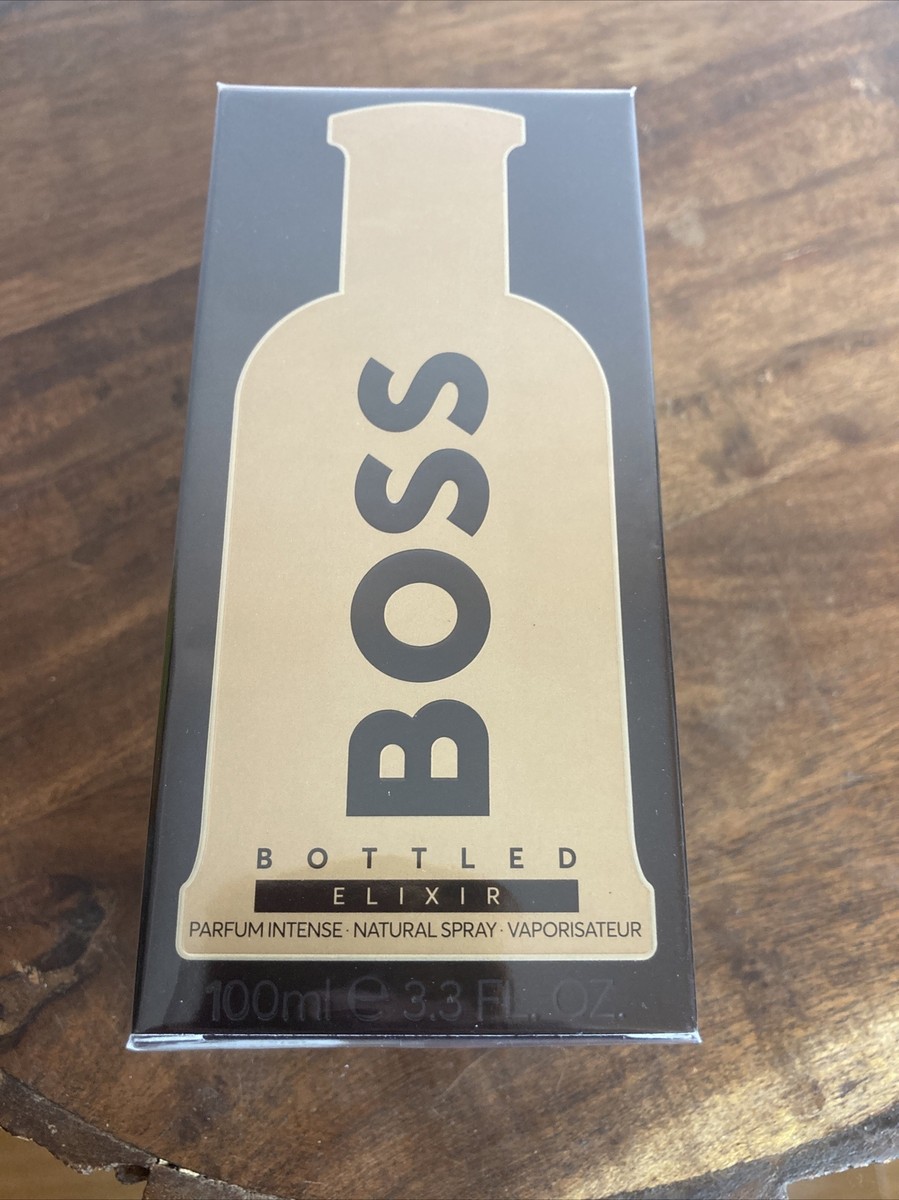 BOSS
BOTTLED
ELIXIR
PARFUM INTENSE · NATURAL SPRAY · VAPORISATEUR
100ml ℮ 3.3 FL. OZ.